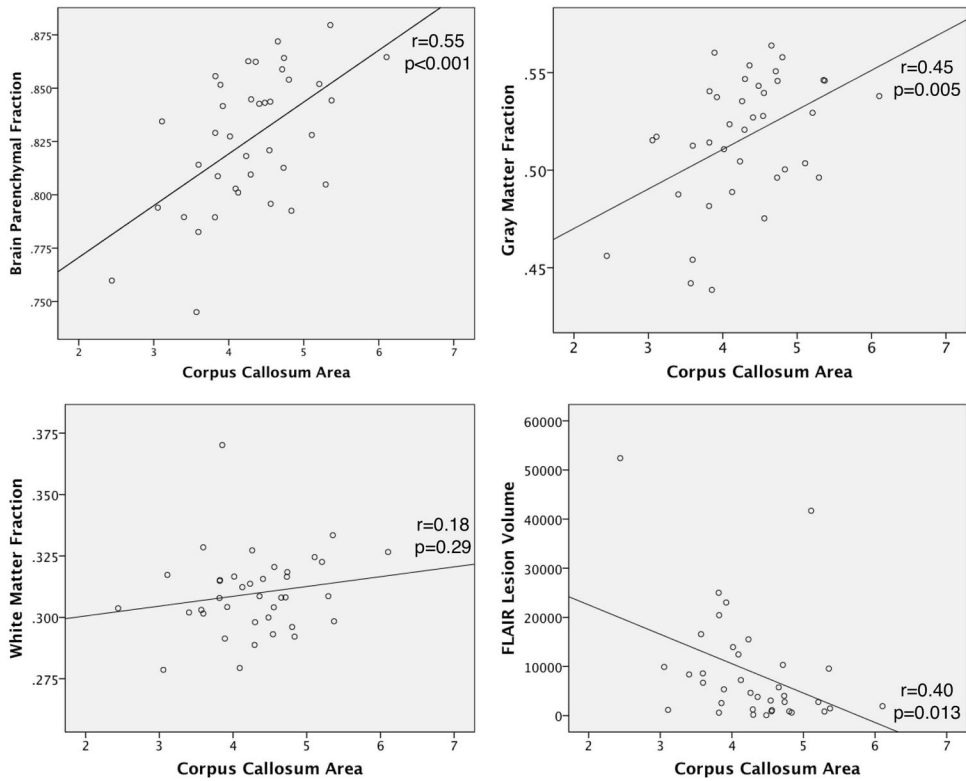 .875
.850
.825
.800
.775
.750
Brain Parenchymal Fraction
r=0.55
p<0.001
2 3 4 5 6 7
Corpus Callosum Area
.55
.50
.45
Gray Matter Fraction
r=0.45
p=0.005
2 3 4 5 6 7
Corpus Callosum Area
.375
.350
.325
.300
.275
White Matter Fraction
r=0.18
p=0.29
2 3 4 5 6 7
Corpus Callosum Area
60000
50000
40000
30000
20000
10000
0
FLAIR Lesion Volume
r=0.40
p=0.013
2 3 4 5 6 7
Corpus Callosum Area